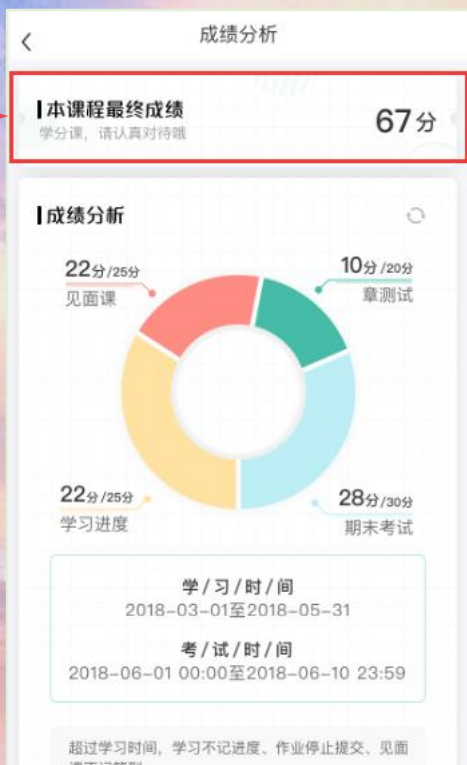 成绩分析
本课程最终成绩
学分课，请认真对待哦
67分
成绩分析
22分/25分
见面课
10分/20分
章测试
22分/25分
学习进度
28分/30分
期末考试
学/习/时/间
2018-03-01至2018-05-31
考/试/时/间
2018-06-01 00:00至2018-06-10 23:59
超过学习时间，学习不记进度、作业停止提交、见面